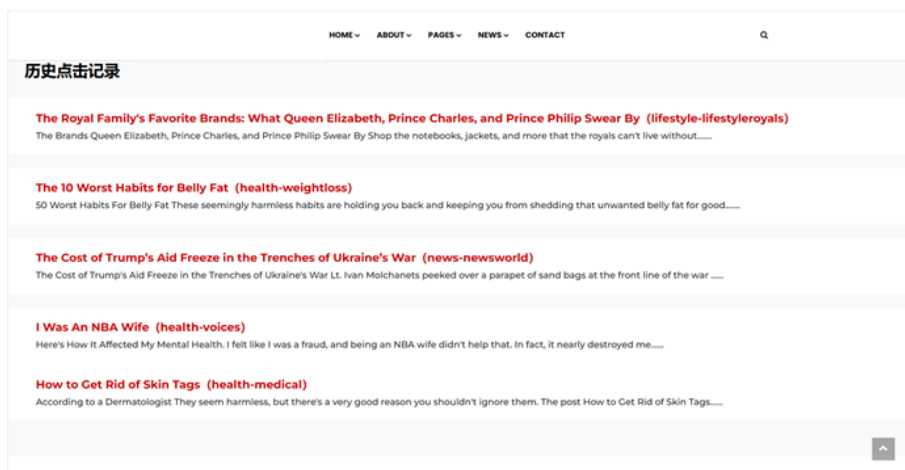 HOME ABOUT PAGES NEWS CONTACT
历史点击记录
The Royal Family's Favorite Brands: What Queen Elizabeth, Prince Charles, and Prince Philip Swear By (lifestyle-lifestyleroyals)
The Brands Queen Elizabeth, Prince Charles, and Prince Philip Swear By Shop the notebooks, jackets, and more that the royals can't live without......
The 10 Worst Habits for Belly Fat (health-weightloss)
50 Worst Habits For Belly Fat These seemingly harmless habits are holding you back and keeping you from shedding that unwanted belly fat for good......
The Cost of Trump's Aid Freeze in the Trenches of Ukraine's War (news-newsworld)
The Cost of Trump's Aid Freeze in the Trenches of Ukraine's War Lt. Ivan Molchanets peeked over a parapet of sand bags at the front line of the war ......
I Was An NBA Wife (health-voices)
Here's How It Affected My Mental Health. I felt like I was a fraud, and being an NBA wife didn't help that. In fact, it nearly destroyed me......
How to Get Rid of Skin Tags (health-medical)
According to a Dermatologist They seem harmless, but there's a very good reason you shouldn't ignore them. The post How to Get Rid of Skin Tags......